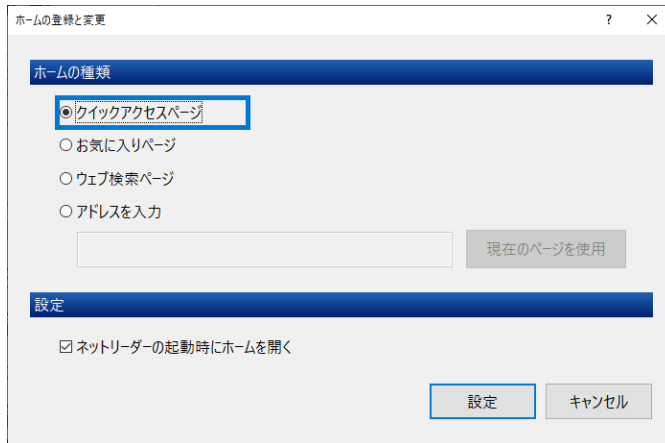 ホームの登録と変更
ホームの種類
クイックアクセスページ
お気に入りページ
ウェブ検索ページ
アドレスを入力
現在のページを使用
設定
ネットリーダーの起動時にホームを開く
設定 キャンセル